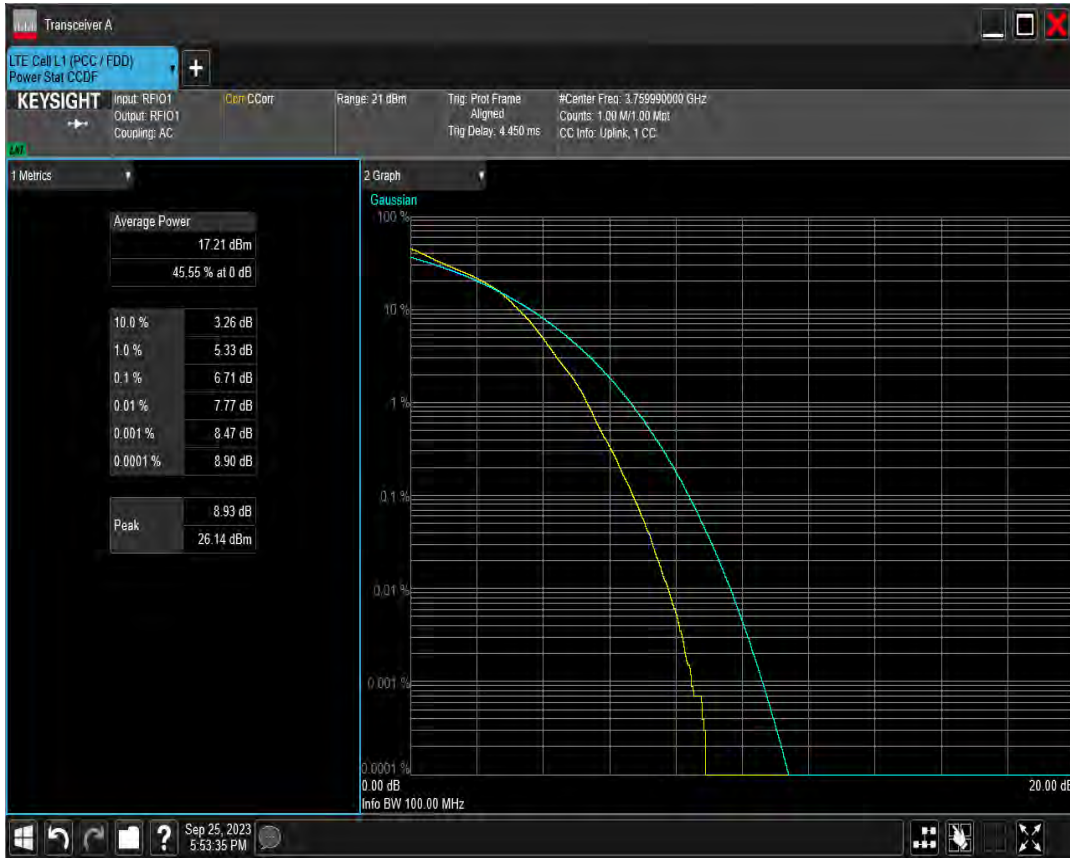 Transceiver A
LTE Cell L1 (PCC / FDD)
Power Stat CCDF
KEYSIGHT
Input: RFIO1
Output: RFIO1
Coupling: AC
Corr CCorr
Range: 21 dBm
Trig: Prot Frame
Aligned
Trig Delay: 4.450 ms
#Center Freq: 3.759990000 GHz
Counts: 1.00 M/1.00 Mpt
CC Info: Uplink, 1 CC
1 Metrics
Average Power
17.21 dBm
45.55 % at 0 dB
10.0 % 3.26 dB
1.0 % 5.33 dB
0.1 % 6.71 dB
0.01 % 7.77 dB
0.001 % 8.47 dB
0.0001 % 8.90 dB
Peak
8.93 dB
26.14 dBm
2 Graph
Gaussian
100 %
10 %
1 %
0.1 %
0.01 %
0.001 %
0.0001 %
0.00 dB
20.00 dB
Info BW 100.00 MHz
Sep 25, 2023
5:53:35 PM